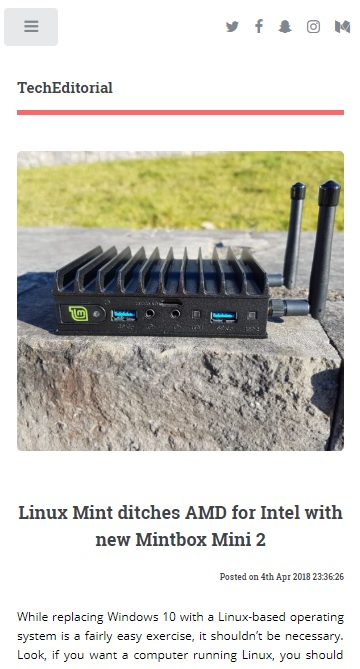 TechEditorial
Linux Mint ditches AMD for Intel with
new Mintbox Mini 2
Posted on 4th Apr 2018 23:36:26
While replacing Windows 10 with a Linux-based operating
system is a fairly easy exercise, it shouldn't be necessary.
Look, if you want a computer running Linux, you should